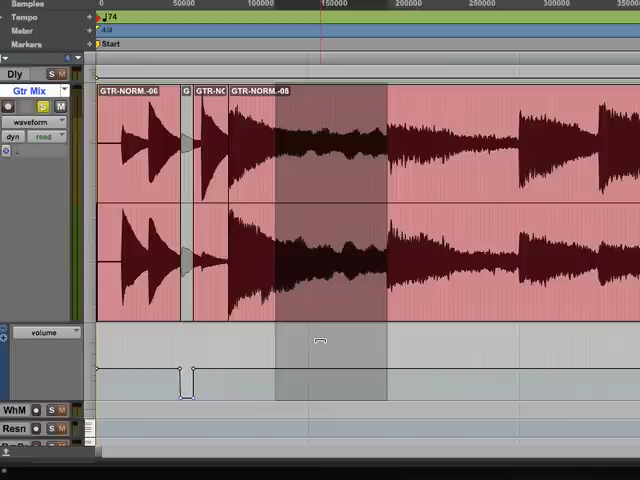 Samples 0 50000 100000 150000 200000 250000 300000
Tempo + 74
Meter + 4/4
Markers + Start
Dly S M
Gtr Mix
GTR-NORM.-06 G GTR-NC GTR-NORM.-08
S M
waveform
dyn read
volume
WhM S M
Resn S M